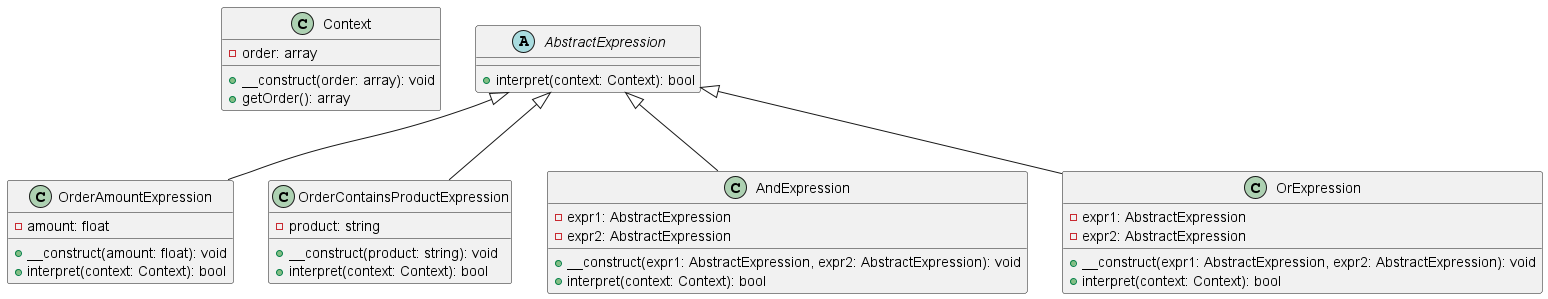 C Context
order: array
__construct(order: array): void
getOrder(): array
A AbstractExpression
interpret(context: Context): bool
C OrderAmountExpression
amount: float
__construct(amount: float): void
interpret(context: Context): bool
C OrderContainsProductExpression
product: string
__construct(product: string): void
interpret(context: Context): bool
C AndExpression
expr1: AbstractExpression
expr2: AbstractExpression
__construct(expr1: AbstractExpression, expr2: AbstractExpression): void
interpret(context: Context): bool
C OrExpression
expr1: AbstractExpression
expr2: AbstractExpression
__construct(expr1: AbstractExpression, expr2: AbstractExpression): void
interpret(context: Context): bool